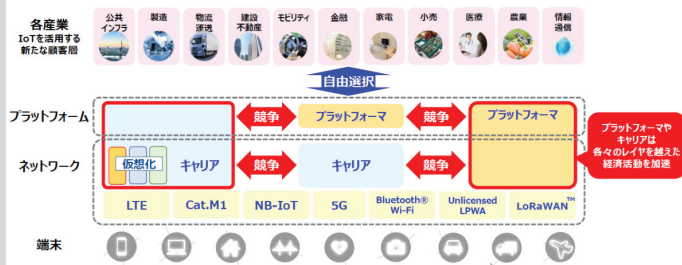 各産業
IoTを活用する
新たな顧客層
公共
インフラ
製造
物流
運送
建設
不動産
モビリティ
金融
家電
小売
医療
農業
情報
通信
自由選択
プラットフォーム
競争
プラットフォーマ
競争
プラットフォーマ
プラットフォーマや
キャリアは
各々のレイヤを越えた
経済活動を加速
ネットワーク
仮想化
キャリア
競争
キャリア
競争
LTE
Cat.M1
NB-IoT
5G
Bluetooth®
Wi-Fi
Unlicensed
LPWA
LoRaWAN™
端末